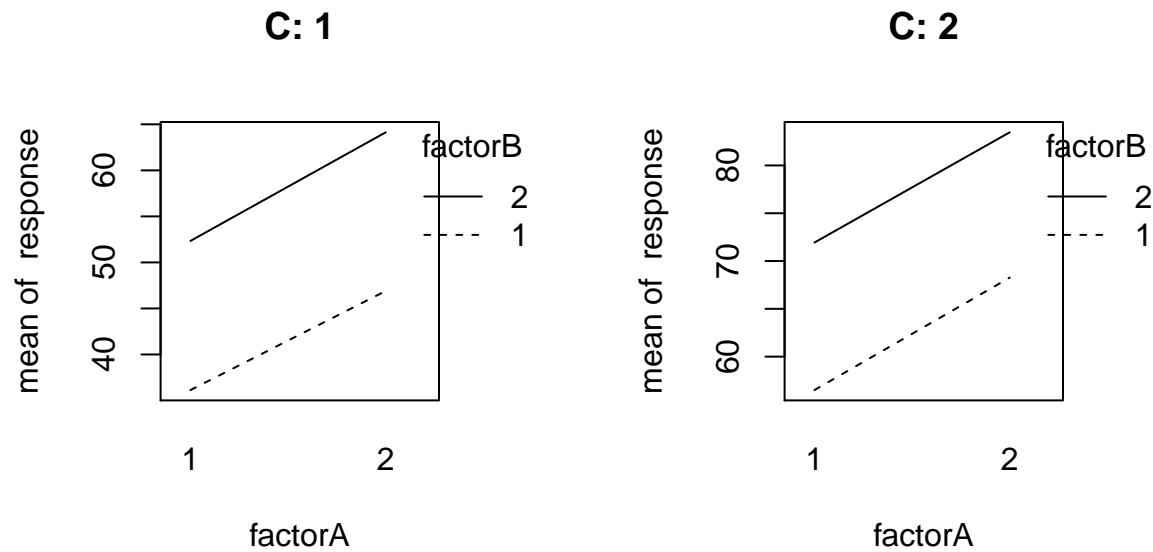 C: 1
mean of  response
60
50
40
1
2
factorA
factorB
2
1
C: 2
mean of  response
80
70
60
1
2
factorA
factorB
2
1